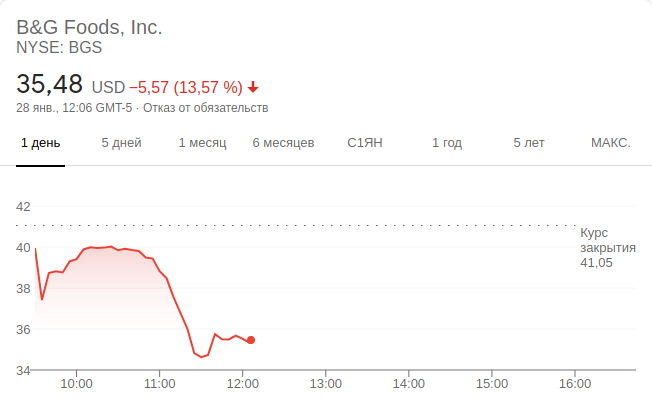 B&G Foods, Inc.
NYSE: BGS
35,48 USD −5,57 (13,57 %)
28 янв., 12:06 GMT-5 · Отказ от обязательств
1 день 5 дней 1 месяц 6 месяцев С1ЯН 1 год 5 лет МАКС.
42
Курс
закрытия
41,05
40
38
36
34
10:00 11:00 12:00 13:00 14:00 15:00 16:00